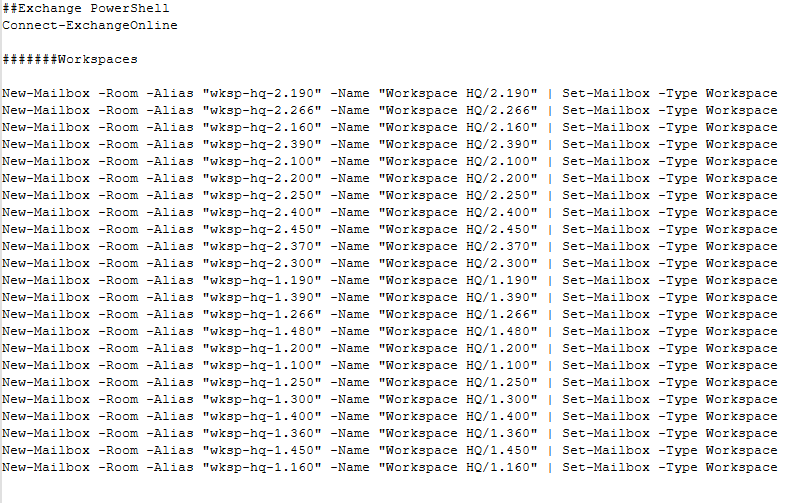 ##Exchange PowerShell
Connect-ExchangeOnline
#######Workspaces
New-Mailbox -Room -Alias "wksp-hq-2.190" -Name "Workspace HQ/2.190" | Set-Mailbox -Type Workspace
New-Mailbox -Room -Alias "wksp-hq-2.266" -Name "Workspace HQ/2.266" | Set-Mailbox -Type Workspace
New-Mailbox -Room -Alias "wksp-hq-2.160" -Name "Workspace HQ/2.160" | Set-Mailbox -Type Workspace
New-Mailbox -Room -Alias "wksp-hq-2.390" -Name "Workspace HQ/2.390" | Set-Mailbox -Type Workspace
New-Mailbox -Room -Alias "wksp-hq-2.100" -Name "Workspace HQ/2.100" | Set-Mailbox -Type Workspace
New-Mailbox -Room -Alias "wksp-hq-2.200" -Name "Workspace HQ/2.200" | Set-Mailbox -Type Workspace
New-Mailbox -Room -Alias "wksp-hq-2.250" -Name "Workspace HQ/2.250" | Set-Mailbox -Type Workspace
New-Mailbox -Room -Alias "wksp-hq-2.400" -Name "Workspace HQ/2.400" | Set-Mailbox -Type Workspace
New-Mailbox -Room -Alias "wksp-hq-2.450" -Name "Workspace HQ/2.450" | Set-Mailbox -Type Workspace
New-Mailbox -Room -Alias "wksp-hq-2.370" -Name "Workspace HQ/2.370" | Set-Mailbox -Type Workspace
New-Mailbox -Room -Alias "wksp-hq-2.300" -Name "Workspace HQ/2.300" | Set-Mailbox -Type Workspace
New-Mailbox -Room -Alias "wksp-hq-1.190" -Name "Workspace HQ/1.190" | Set-Mailbox -Type Workspace
New-Mailbox -Room -Alias "wksp-hq-1.390" -Name "Workspace HQ/1.390" | Set-Mailbox -Type Workspace
New-Mailbox -Room -Alias "wksp-hq-1.266" -Name "Workspace HQ/1.266" | Set-Mailbox -Type Workspace
New-Mailbox -Room -Alias "wksp-hq-1.480" -Name "Workspace HQ/1.480" | Set-Mailbox -Type Workspace
New-Mailbox -Room -Alias "wksp-hq-1.200" -Name "Workspace HQ/1.200" | Set-Mailbox -Type Workspace
New-Mailbox -Room -Alias "wksp-hq-1.100" -Name "Workspace HQ/1.100" | Set-Mailbox -Type Workspace
New-Mailbox -Room -Alias "wksp-hq-1.250" -Name "Workspace HQ/1.250" | Set-Mailbox -Type Workspace
New-Mailbox -Room -Alias "wksp-hq-1.300" -Name "Workspace HQ/1.300" | Set-Mailbox -Type Workspace
New-Mailbox -Room -Alias "wksp-hq-1.400" -Name "Workspace HQ/1.400" | Set-Mailbox -Type Workspace
New-Mailbox -Room -Alias "wksp-hq-1.360" -Name "Workspace HQ/1.360" | Set-Mailbox -Type Workspace
New-Mailbox -Room -Alias "wksp-hq-1.450" -Name "Workspace HQ/1.450" | Set-Mailbox -Type Workspace
New-Mailbox -Room -Alias "wksp-hq-1.160" -Name "Workspace HQ/1.160" | Set-Mailbox -Type Workspace